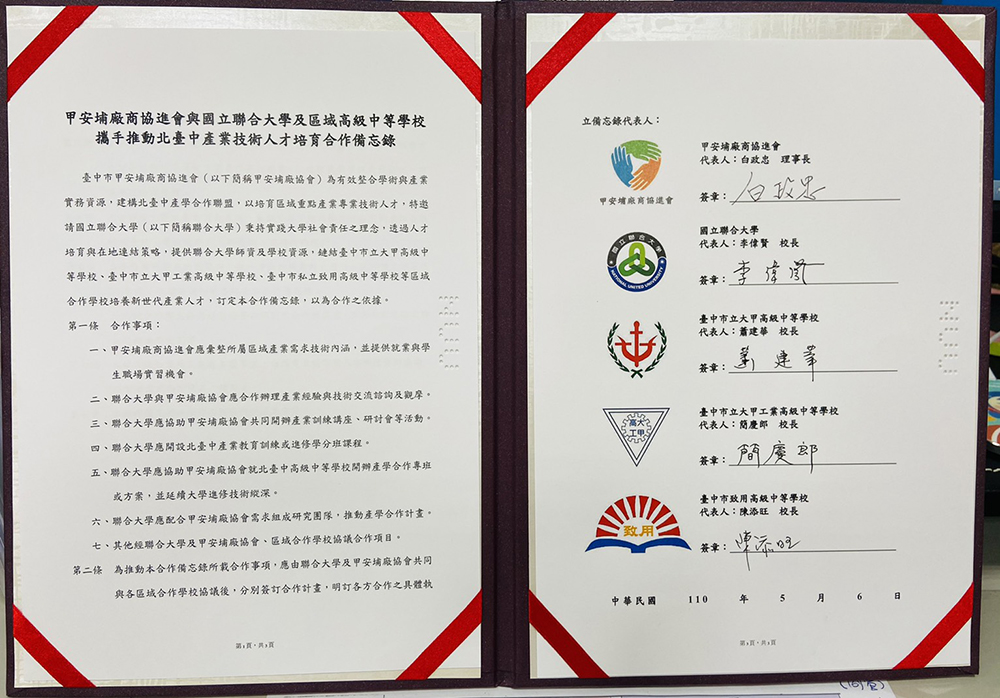 甲安埔廠商協進會與國立聯合大學及區域高級中等學校
攜手推動北臺中產業技術人才培育合作備忘錄
臺中市甲安埔廠商協進會（以下簡稱甲安埔廠協會）為有效整合學術與產業
實務資源，建構北臺中產學合作聯盟，以培育區域重點產業專業技術人才，特邀
請國立聯合大學（以下簡稱聯合大學）秉持實踐大學社會責任之理念，透過人才
培育與在地連結策略，提供聯合大學師資及學校資源，鏈結臺中市立大甲高級中
等學校、臺中市立大甲工業高級中等學校、臺中市私立致用高級中等學校等區域
合作學校培養新世代產業人才，訂定本合作備忘錄，以為合作之依據。
第一條 合作事項：
一、甲安埔廠商協進會應彙整所屬區域產業需求技術內涵，並提供就業與學
生職場實習機會。
二、聯合大學與甲安埔廠協會應合作辦理產業經驗與技術交流諮詢及觀摩。
三、聯合大學應協助甲安埔廠協會共同開辦產業訓練講座、研討會等活動。
四、聯合大學應開設北臺中產業教育訓練或進修學分班課程。
五、聯合大學應協助甲安埔廠協會就北臺中高級中等學校開辦產學合作專班
或方案，並延續大學進修技術縱深。
六、聯合大學應配合甲安埔廠協會需求組成研究團隊，推動產學合作計畫。
七、其他經聯合大學及甲安埔廠協會、區域合作學校協議合作項目。
第二條 為推動本合作備忘錄所載合作事項，應由聯合大學及甲安埔廠協會共同
與各區域合作學校協議後，分別簽訂合作計畫，明訂各方合作之具體執
立備忘錄代表人：
甲安埔廠商協進會
甲安埔廠商協進會
代表人：白政忠 理事長
簽章：白政忠
國立聯合大學
NATIONAL UNITED UNIVERSITY
國立聯合大學
代表人：李偉賢 校長
簽章：李偉賢
臺中市立大甲高級中等學校
代表人：蕭建華 校長
簽章：蕭建華
高大
工甲
臺中市立大甲工業高級中等學校
代表人：簡慶郎 校長
簽章：簡慶郎
致用
臺中市致用高級中等學校
代表人：陳添旺 校長
簽章：陳添旺
中華民國 110 年 5 月 6 日